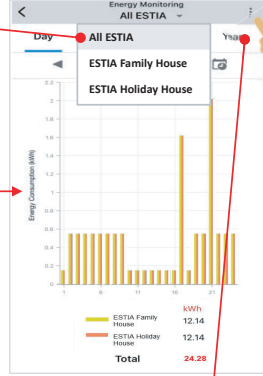 Energy Monitoring
All ESTIA
Day
Year
All ESTIA
ESTIA Family House
ESTIA Holiday House
Energy Consumption (kWh)
2.2
2
1.8
1.6
1.4
1.2
1
0.8
0.6
0.4
0.2
0
1
6
11
16
21
kWh
ESTIA Family
House
12.14
ESTIA Holiday
House
12.14
Total
24.28